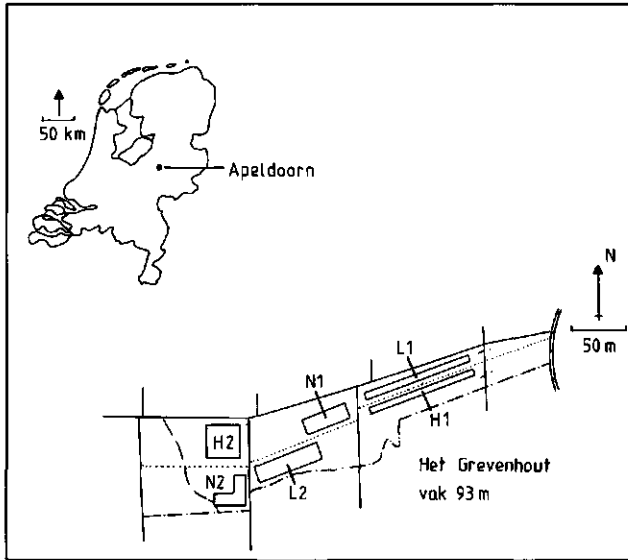 50 km
Apeldoorn
N
50 m
L1
N1
H1
H2
N2
L2
Het Grevenhout
vak 93 m